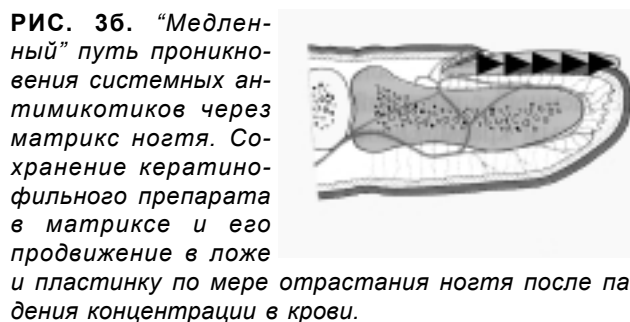 РИС. 3б. “Медлен-
ный” путь проникно-
вения системных ан-
тимикотиков через
матрикс ногтя. Со-
хранение кератино-
фильного препарата
в матриксе и его
продвижение в ложе
и пластинку по мере отрастания ногтя после па
дения концентрации в крови.